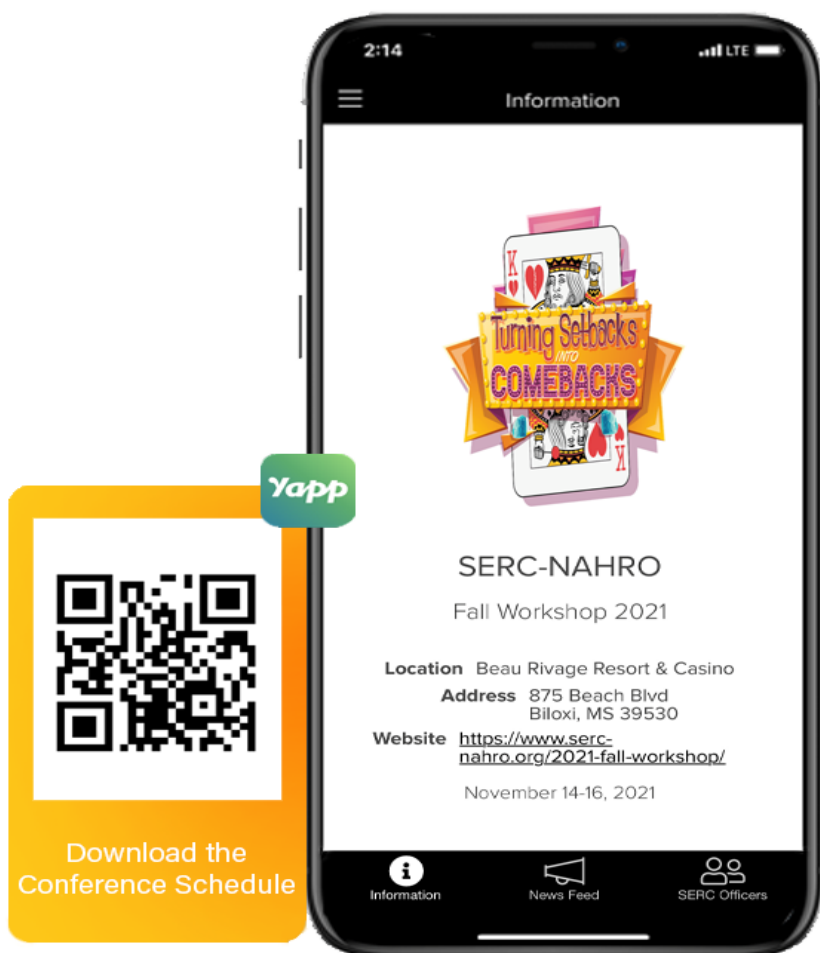 2:14
LTE
Information
K
Turning Setbacks
INTO
COMEBACKS
K
Yapp
SERC-NAHRO
Fall Workshop 2021
Location Beau Rivage Resort & Casino
Address 875 Beach Blvd
Biloxi, MS 39530
Website https://www.serc-
nahro.org/2021-fall-workshop/
November 14-16, 2021
Download the
Conference Schedule
Information
News Feed
SERC Officers